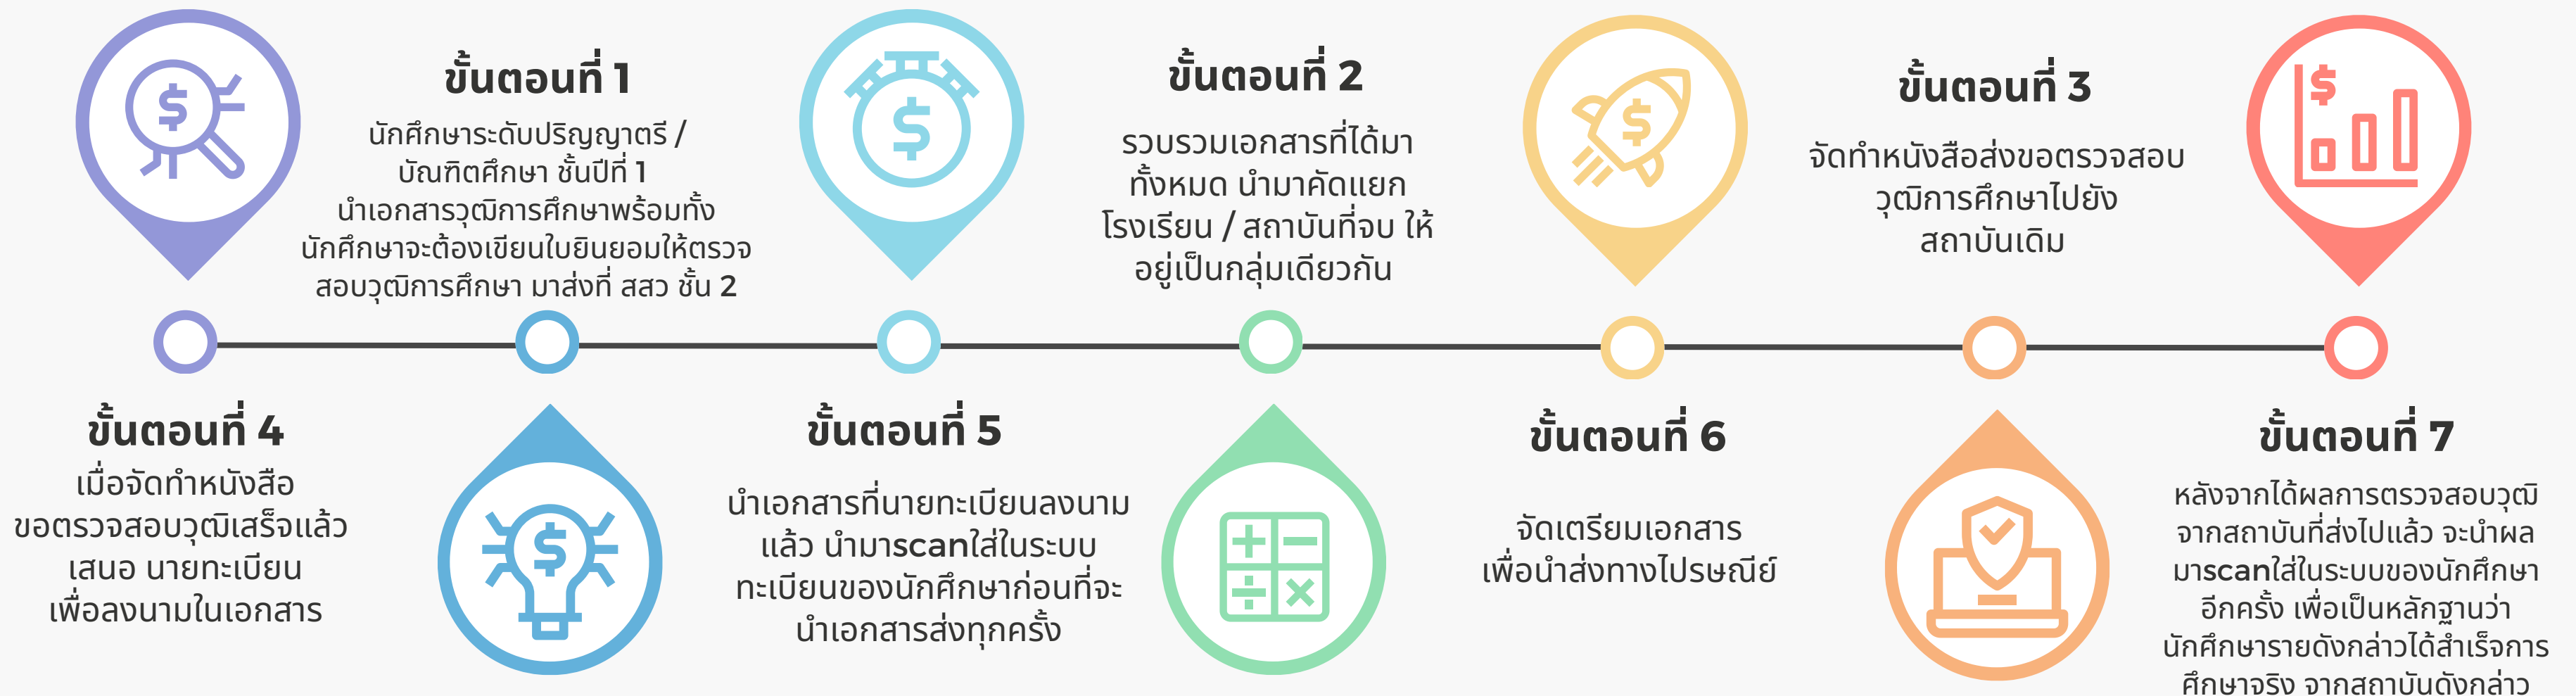 ขั้นตอนที่ 1
นักศึกษาระดับปริญญาตรี /
บัณฑิตศึกษา ชั้นปีที่ 1
นำเอกสารวุฒิการศึกษาพร้อมทั้ง
นักศึกษาจะต้องเขียนใบยินยอมให้ตรวจ
สอบวุฒิการศึกษา มาส่งที่ สสว ชั้น 2
ขั้นตอนที่ 2
รวบรวมเอกสารที่ได้มา
ทั้งหมด นำมาคัดแยก
โรงเรียน / สถาบันที่จบ ให้
อยู่เป็นกลุ่มเดียวกัน
ขั้นตอนที่ 3
จัดทำหนังสือส่งขอตรวจสอบ
วุฒิการศึกษาไปยัง
สถาบันเดิม
ขั้นตอนที่ 4
เมื่อจัดทำหนังสือ
ขอตรวจสอบวุฒิเสร็จแล้ว
เสนอ นายทะเบียน
เพื่อลงนามในเอกสาร
ขั้นตอนที่ 5
นำเอกสารที่นายทะเบียนลงนาม
แล้ว นำมาscanใส่ในระบบ
ทะเบียนของนักศึกษาก่อนที่จะ
นำเอกสารส่งทุกครั้ง
ขั้นตอนที่ 6
จัดเตรียมเอกสาร
เพื่อนำส่งทางไปรษณีย์
ขั้นตอนที่ 7
หลังจากได้ผลการตรวจสอบวุฒิ
จากสถาบันที่ส่งไปแล้ว จะนำผล
มาscanใส่ในระบบของนักศึกษา
อีกครั้ง เพื่อเป็นหลักฐานว่า
นักศึกษารายดังกล่าวได้สำเร็จการ
ศึกษาจริง จากสถานันดังกล่าว